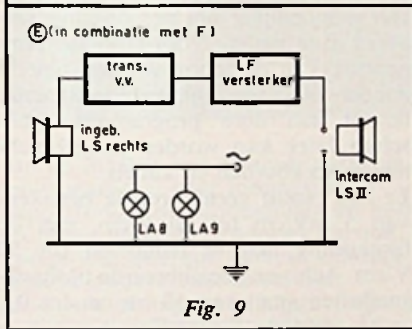 Ⓔ(in combinatie met F)
trans.
v.v.
LF
versterker
ingeb.
LS rechts
Intercom
LS II
LA8
LA9
Fig. 9